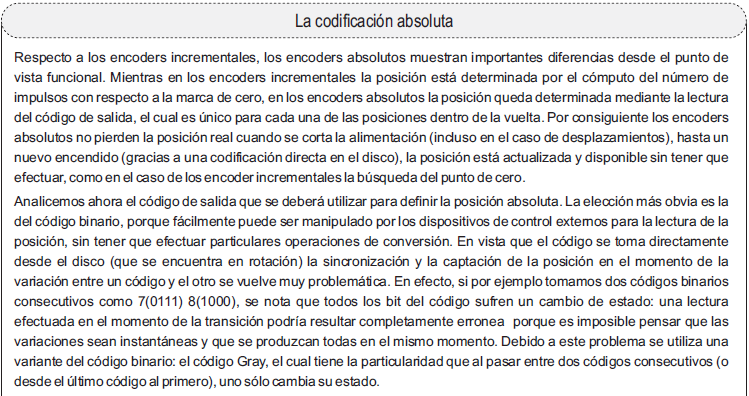 La codificación absoluta
Respecto a los encoders incrementales, los encoders absolutos muestran importantes diferencias desde el punto de
vista funcional. Mientras en los encoders incrementales la posición está determinada por el cómputo del número de
impulsos con respecto a la marca de cero, en los encoders absolutos la posición queda determinada mediante la lectura
del código de salida, el cual es único para cada una de las posiciones dentro de la vuelta. Por consiguiente los encoders
absolutos no pierden la posición real cuando se corta la alimentación (incluso en el caso de desplazamientos), hasta un
nuevo encendido (gracias a una codificación directa en el disco), la posición está actualizada y disponible sin tener que
efectuar, como en el caso de los encoder incrementales la búsqueda del punto de cero.
Analicemos ahora el código de salida que se deberá utilizar para definir la posición absoluta. La elección más obvia es la
del código binario, porque fácilmente puede ser manipulado por los dispositivos de control externos para la lectura de la
posición, sin tener que efectuar particulares operaciones de conversión. En vista que el código se toma directamente
desde el disco (que se encuentra en rotación) la sincronización y la captación de la posición en el momento de la
variación entre un código y el otro se vuelve muy problemática. En efecto, si por ejemplo tomamos dos códigos binarios
consecutivos como 7(0111) 8(1000), se nota que todos los bit del código sufren un cambio de estado: una lectura
efectuada en el momento de la transición podría resultar completamente erronea porque es imposible pensar que las
variaciones sean instantáneas y que se produzcan todas en el mismo momento. Debido a este problema se utiliza una
variante del código binario: el código Gray, el cual tiene la particularidad que al pasar entre dos códigos consecutivos (o
desde el último código al primero), uno sólo cambia su estado.